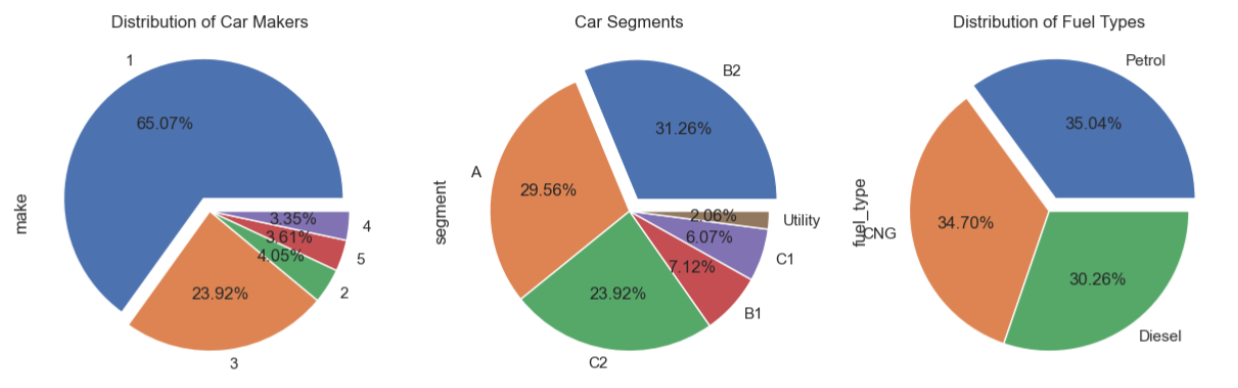 Distribution of Car Makers
1
65.07%
make
3.35%
4
3.61%
5
4.05%
2
23.92%
3
Car Segments
B2
31.26%
A
29.56%
segment
2.06%
Utility
6.07%
C1
7.12%
B1
23.92%
C2
Distribution of Fuel Types
Petrol
35.04%
34.70%
fuel_type
CNG
30.26%
Diesel